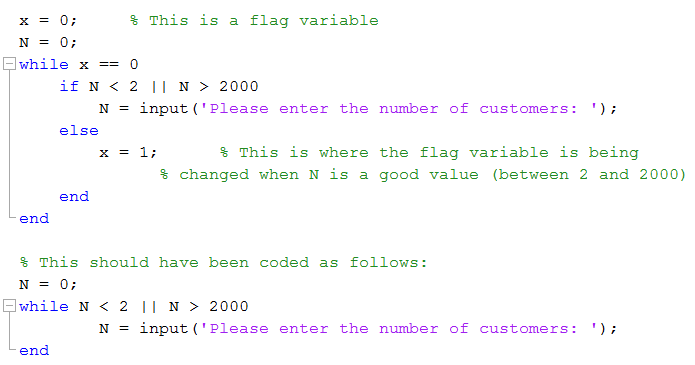 x = 0;     % This is a flag variable
N = 0;
while x == 0
    if N < 2 || N > 2000
        N = input('Please enter the number of customers: ');
    else
        x = 1;      % This is where the flag variable is being
              % changed when N is a good value (between 2 and 2000)
    end
end

% This should have been coded as follows:
N = 0;
while N < 2 || N > 2000
        N = input('Please enter the number of customers: ');
end